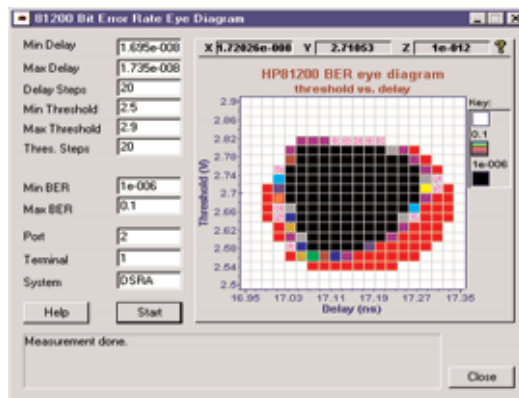 81200 Bit Error Rate Eye Diagram
Min Delay 1.695e-008
Max Delay 1.735e-008
Delay Steps 20
Min Threshold 2.5
Max Threshold 2.9
Thres. Steps 20
Min BER 1e-006
Max BER 0.1
Port 2
Terminal 1
System DSRA
Help Start
X 1.72026e-008 Y 2.71053 Z 1e-012 ?
HP81200 BER eye diagram
threshold vs. delay
Key:
0.1
1e-006
Threshold (V)
2.9
2.86
2.82
2.78
2.74
2.7
2.66
2.62
2.58
2.54
2.5
16.95 17.03 17.11 17.19 17.27 17.35
Delay (ns)
Measurement done.
Close